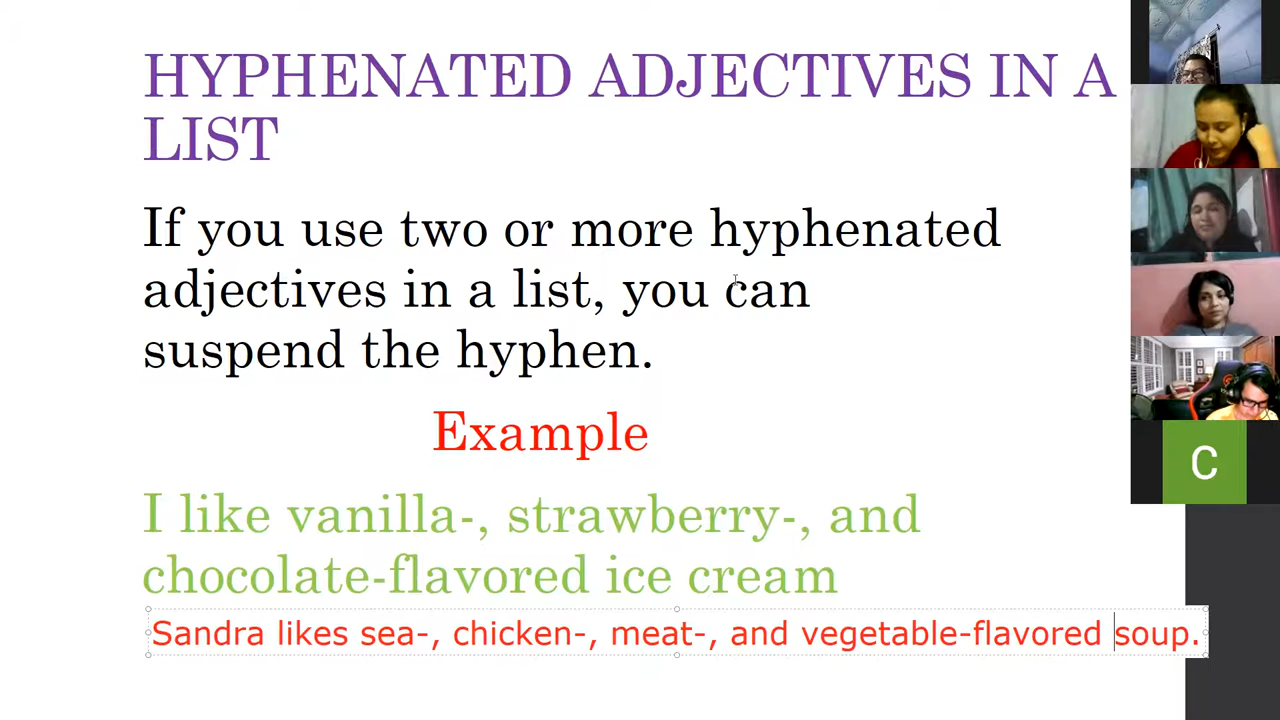 HYPHENATED ADJECTIVES IN A
LIST
If you use two or more hyphenated
adjectives in a list, you can
suspend the hyphen.
Example
I like vanilla-, strawberry-, and
chocolate-flavored ice cream
Sandra likes sea-, chicken-, meat-, and vegetable-flavored soup.
C